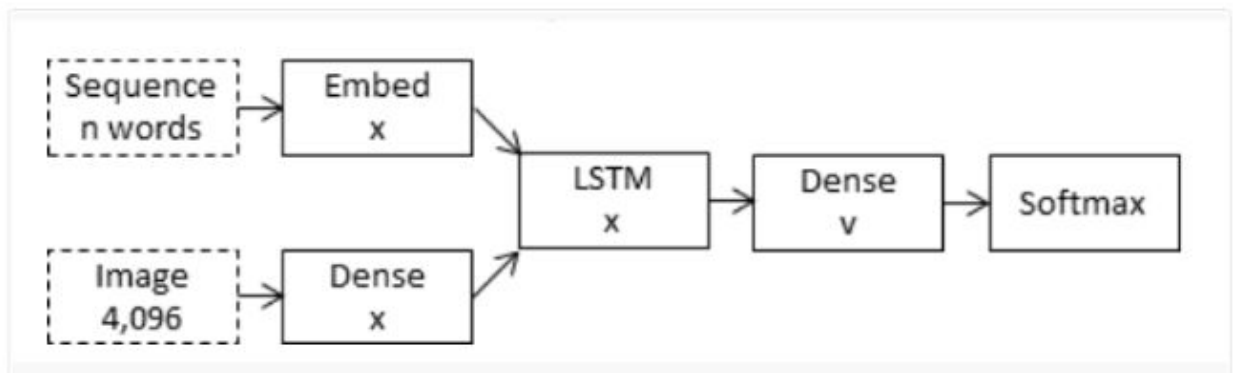 Sequence
n words
Embed
x
LSTM
x
Dense
v
Softmax
Image
4,096
Dense
x